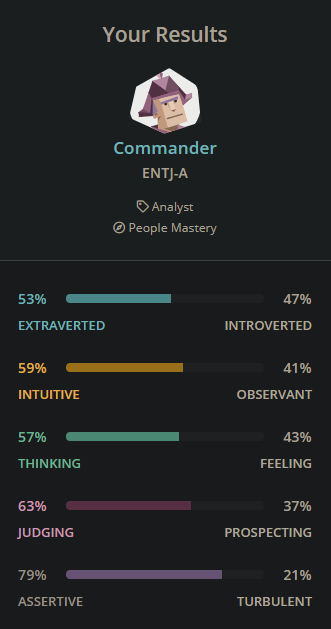 Your Results
Commander
ENTJ-A
Analyst
People Mastery
53% 47%
EXTRAVERTED INTROVERTED
59% 41%
INTUITIVE OBSERVANT
57% 43%
THINKING FEELING
63% 37%
JUDGING PROSPECTING
79% 21%
ASSERTIVE TURBULENT